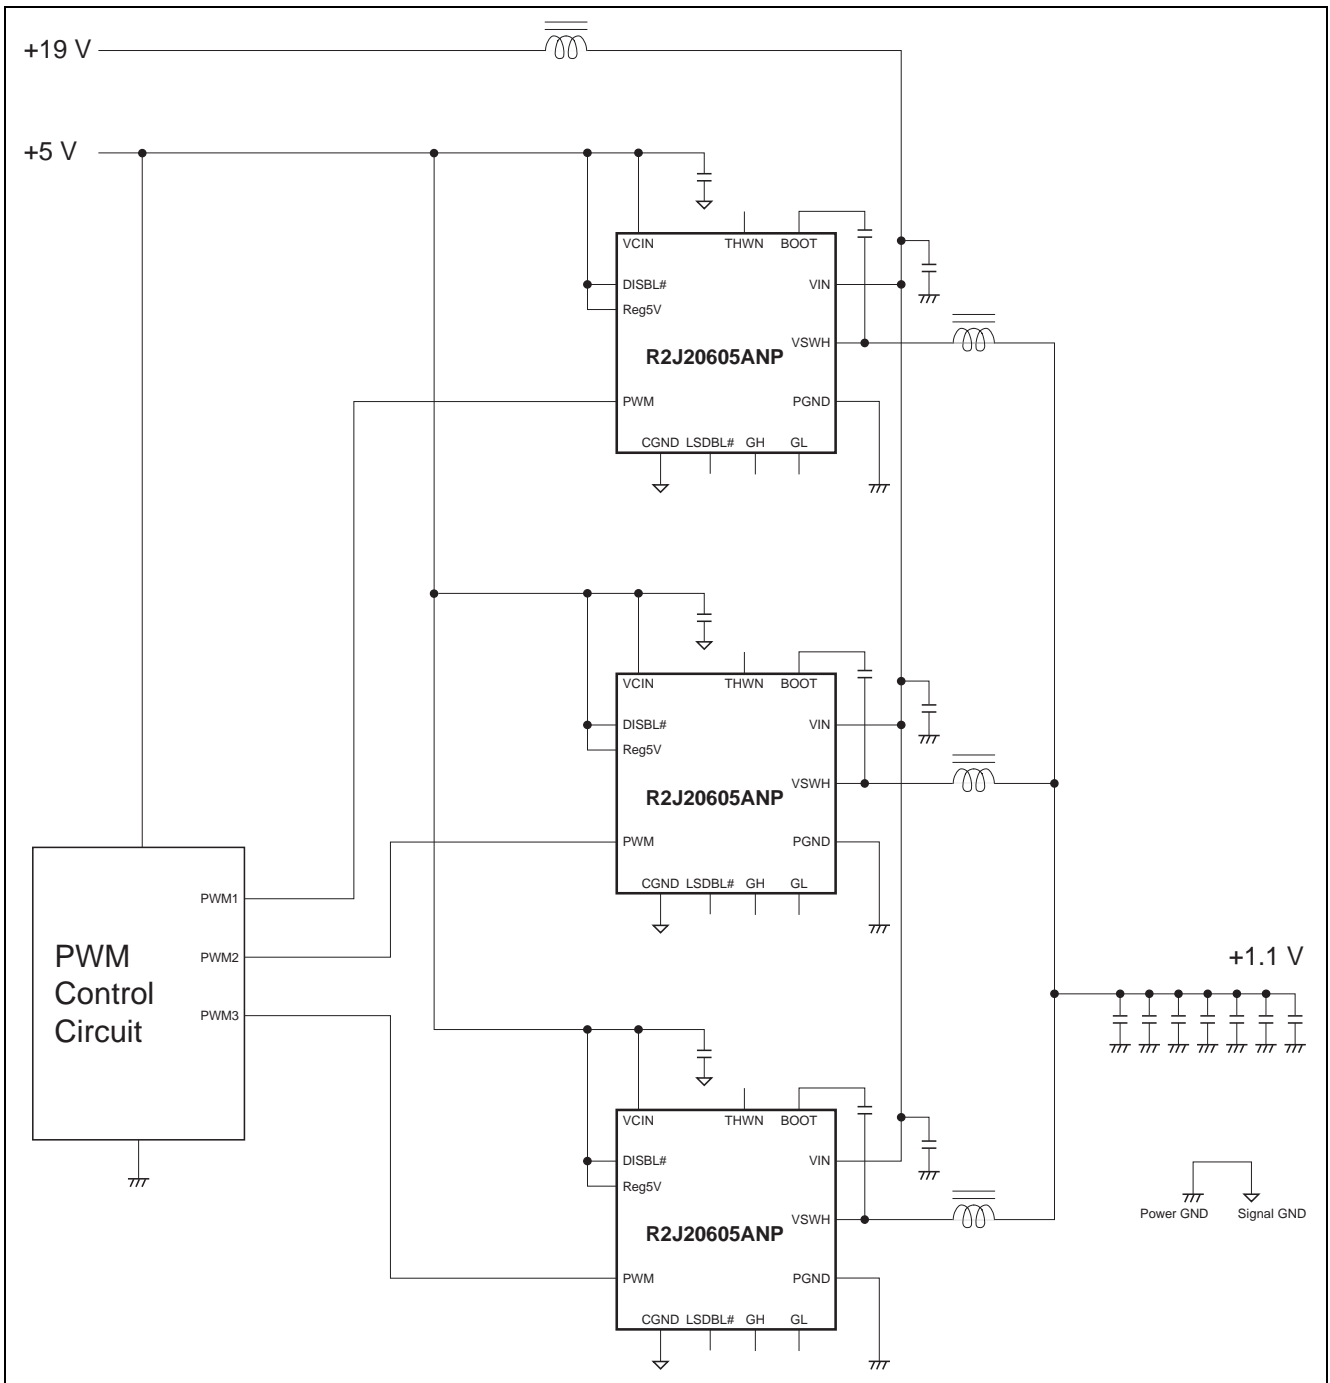 +19 V
+5 V
VCIN THWN BOOT
DISBL# VIN
Reg5V
VSWH
R2J20605ANP
PWM PGND
CGND LSDBL# GH GL
VCIN THWN BOOT
DISBL# VIN
Reg5V
VSWH
R2J20605ANP
PWM PGND
CGND LSDBL# GH GL
PWM1
PWM2
PWM3
PWM
Control
Circuit
+1.1 V
VCIN THWN BOOT
DISBL# VIN
Reg5V
VSWH
R2J20605ANP
PWM PGND
CGND LSDBL# GH GL
Power GND Signal GND